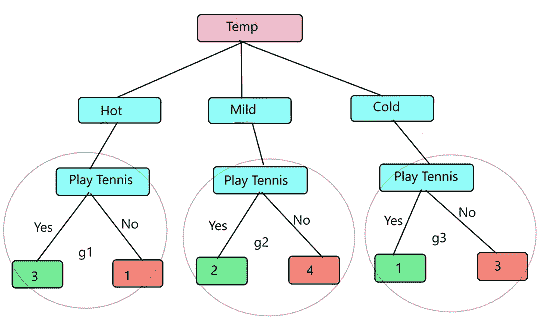 Temp
Hot Mild Cold
Play Tennis Play Tennis Play Tennis
Yes No Yes No Yes No
g1 g2 g3
3 1 2 4 1 3